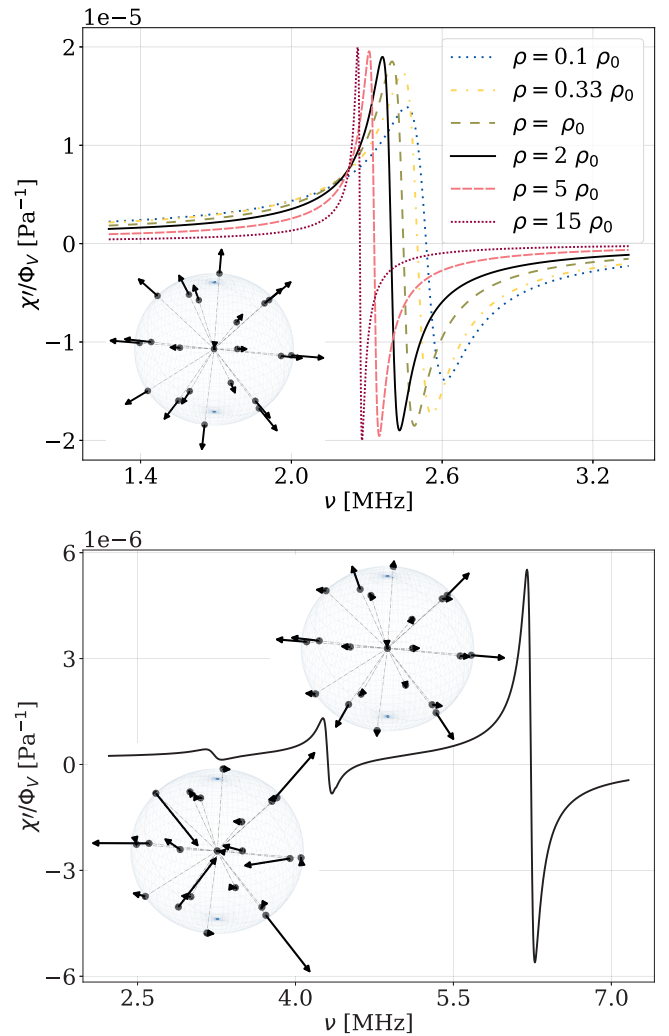 1e−5
ρ = 0.1 ρ₀
ρ = 0.33 ρ₀
ρ = ρ₀
ρ = 2 ρ₀
ρ = 5 ρ₀
ρ = 15 ρ₀
2
1
0
−1
−2
χ′/Φ_V [Pa⁻¹]
1.4 2.0 2.6 3.2
ν [MHz]
1e−6
6
3
0
−3
−6
χ′/Φ_V [Pa⁻¹]
2.5 4.0 5.5 7.0
ν [MHz]